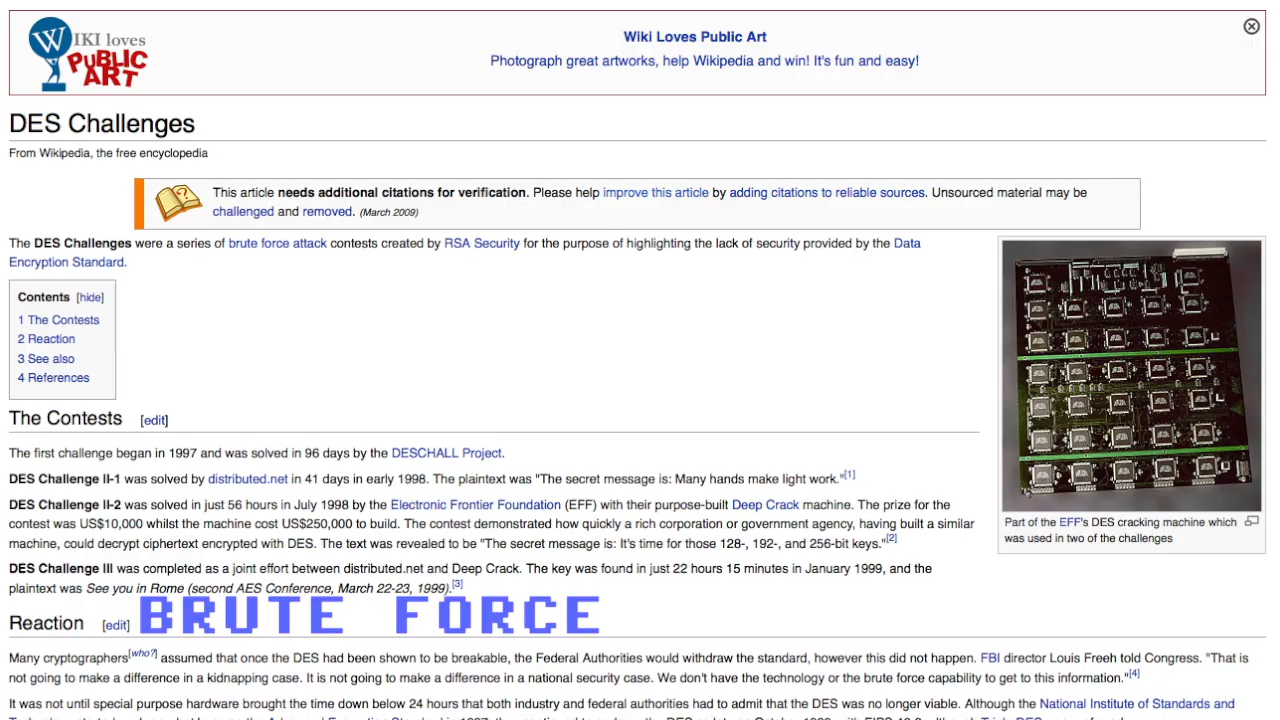 WIKI loves
PUBLIC
ART
Wiki Loves Public Art
Photograph great artworks, help Wikipedia and win! It's fun and easy!
DES Challenges
From Wikipedia, the free encyclopedia
This article needs additional citations for verification. Please help improve this article by adding citations to reliable sources. Unsourced material may be
challenged and removed. (March 2009)
The DES Challenges were a series of brute force attack contests created by RSA Security for the purpose of highlighting the lack of security provided by the Data
Encryption Standard.
Contents [hide]
1 The Contests
2 Reaction
3 See also
4 References
Part of the EFF's DES cracking machine which
was used in two of the challenges
The Contests [edit]
The first challenge began in 1997 and was solved in 96 days by the DESCHALL Project.
DES Challenge II-1 was solved by distributed.net in 41 days in early 1998. The plaintext was "The secret message is: Many hands make light work."[1]
DES Challenge II-2 was solved in just 56 hours in July 1998 by the Electronic Frontier Foundation (EFF) with their purpose-built Deep Crack machine. The prize for the
contest was US$10,000 whilst the machine cost US$250,000 to build. The contest demonstrated how quickly a rich corporation or government agency, having built a similar
machine, could decrypt ciphertext encrypted with DES. The text was revealed to be "The secret message is: It's time for those 128-, 192-, and 256-bit keys."[2]
DES Challenge III was completed as a joint effort between distributed.net and Deep Crack. The key was found in just 22 hours 15 minutes in January 1999, and the
plaintext was See you in Rome (second AES Conference, March 22-23, 1999).[3]
Reaction [edit] BRUTE FORCE
Many cryptographers[who?] assumed that once the DES had been shown to be breakable, the Federal Authorities would withdraw the standard, however this did not happen. FBI director Louis Freeh told Congress. "That is
not going to make a difference in a kidnapping case. It is not going to make a difference in a national security case. We don't have the technology or the brute force capability to get to this information."[4]
It was not until special purpose hardware brought the time down below 24 hours that both industry and federal authorities had to admit that the DES was no longer viable. Although the National Institute of Standards and